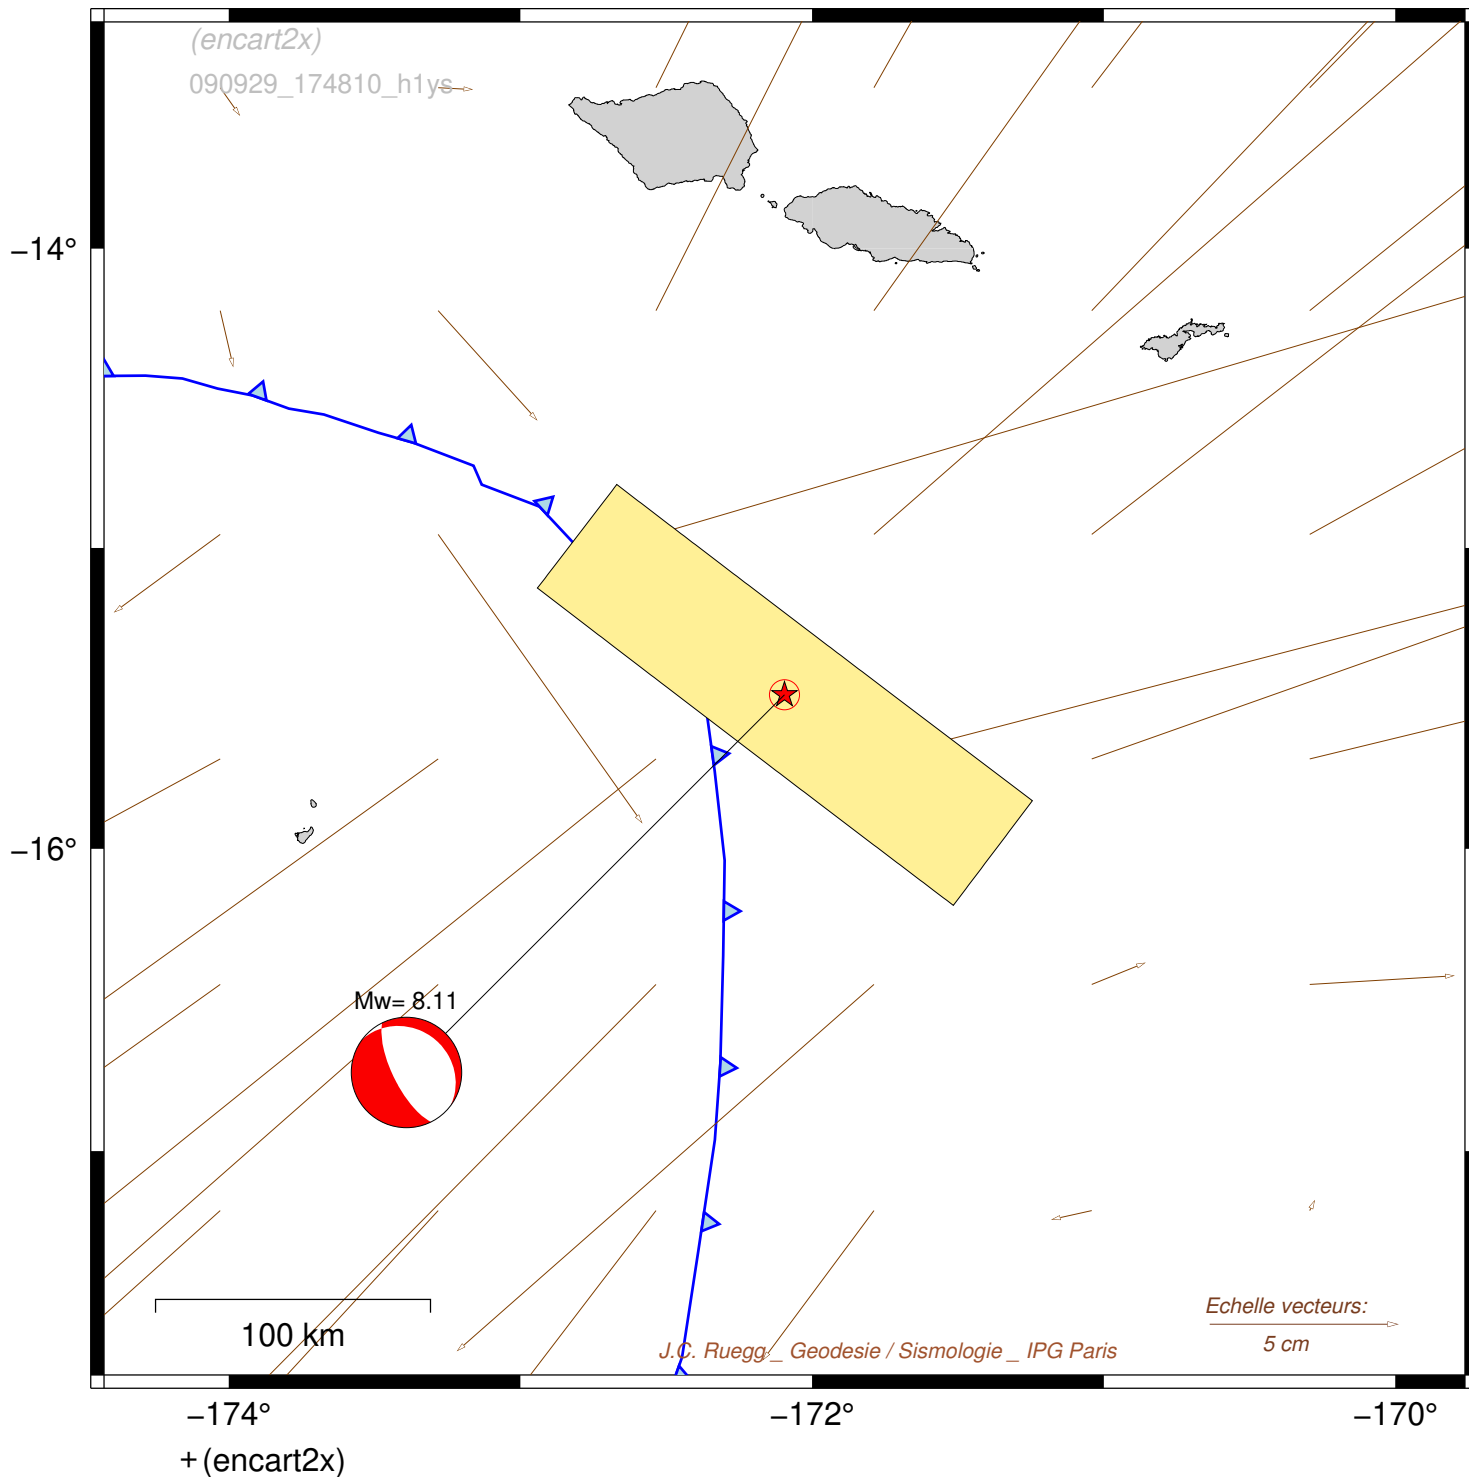 (encart2x)
090929_174810_h1ys
−14°
−16°
Mw= 8.11
100 km
Echelle vecteurs:
5 cm
J.C. Ruegg_ Geodesie / Sismologie _ IPG Paris
−174°
−172°
−170°
+ (encart2x)